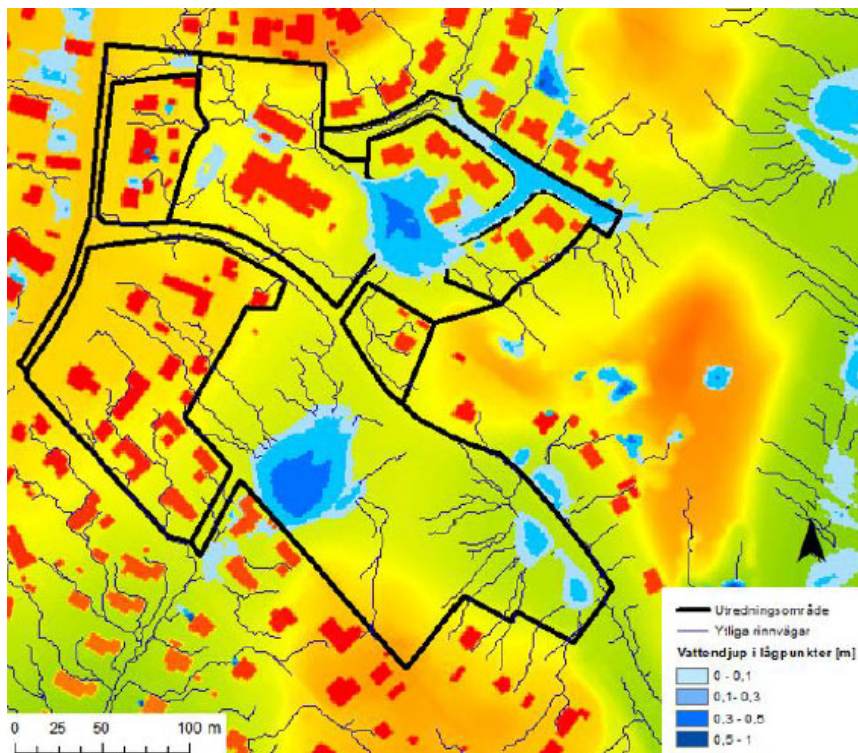 Utredningsområde
Ytliga rinnvägar
Vattendjup i lågpunkter [m]
0 - 0,1
0,1- 0,3
0,3 - 0,5
0,5 - 1
0 25 50 100 m